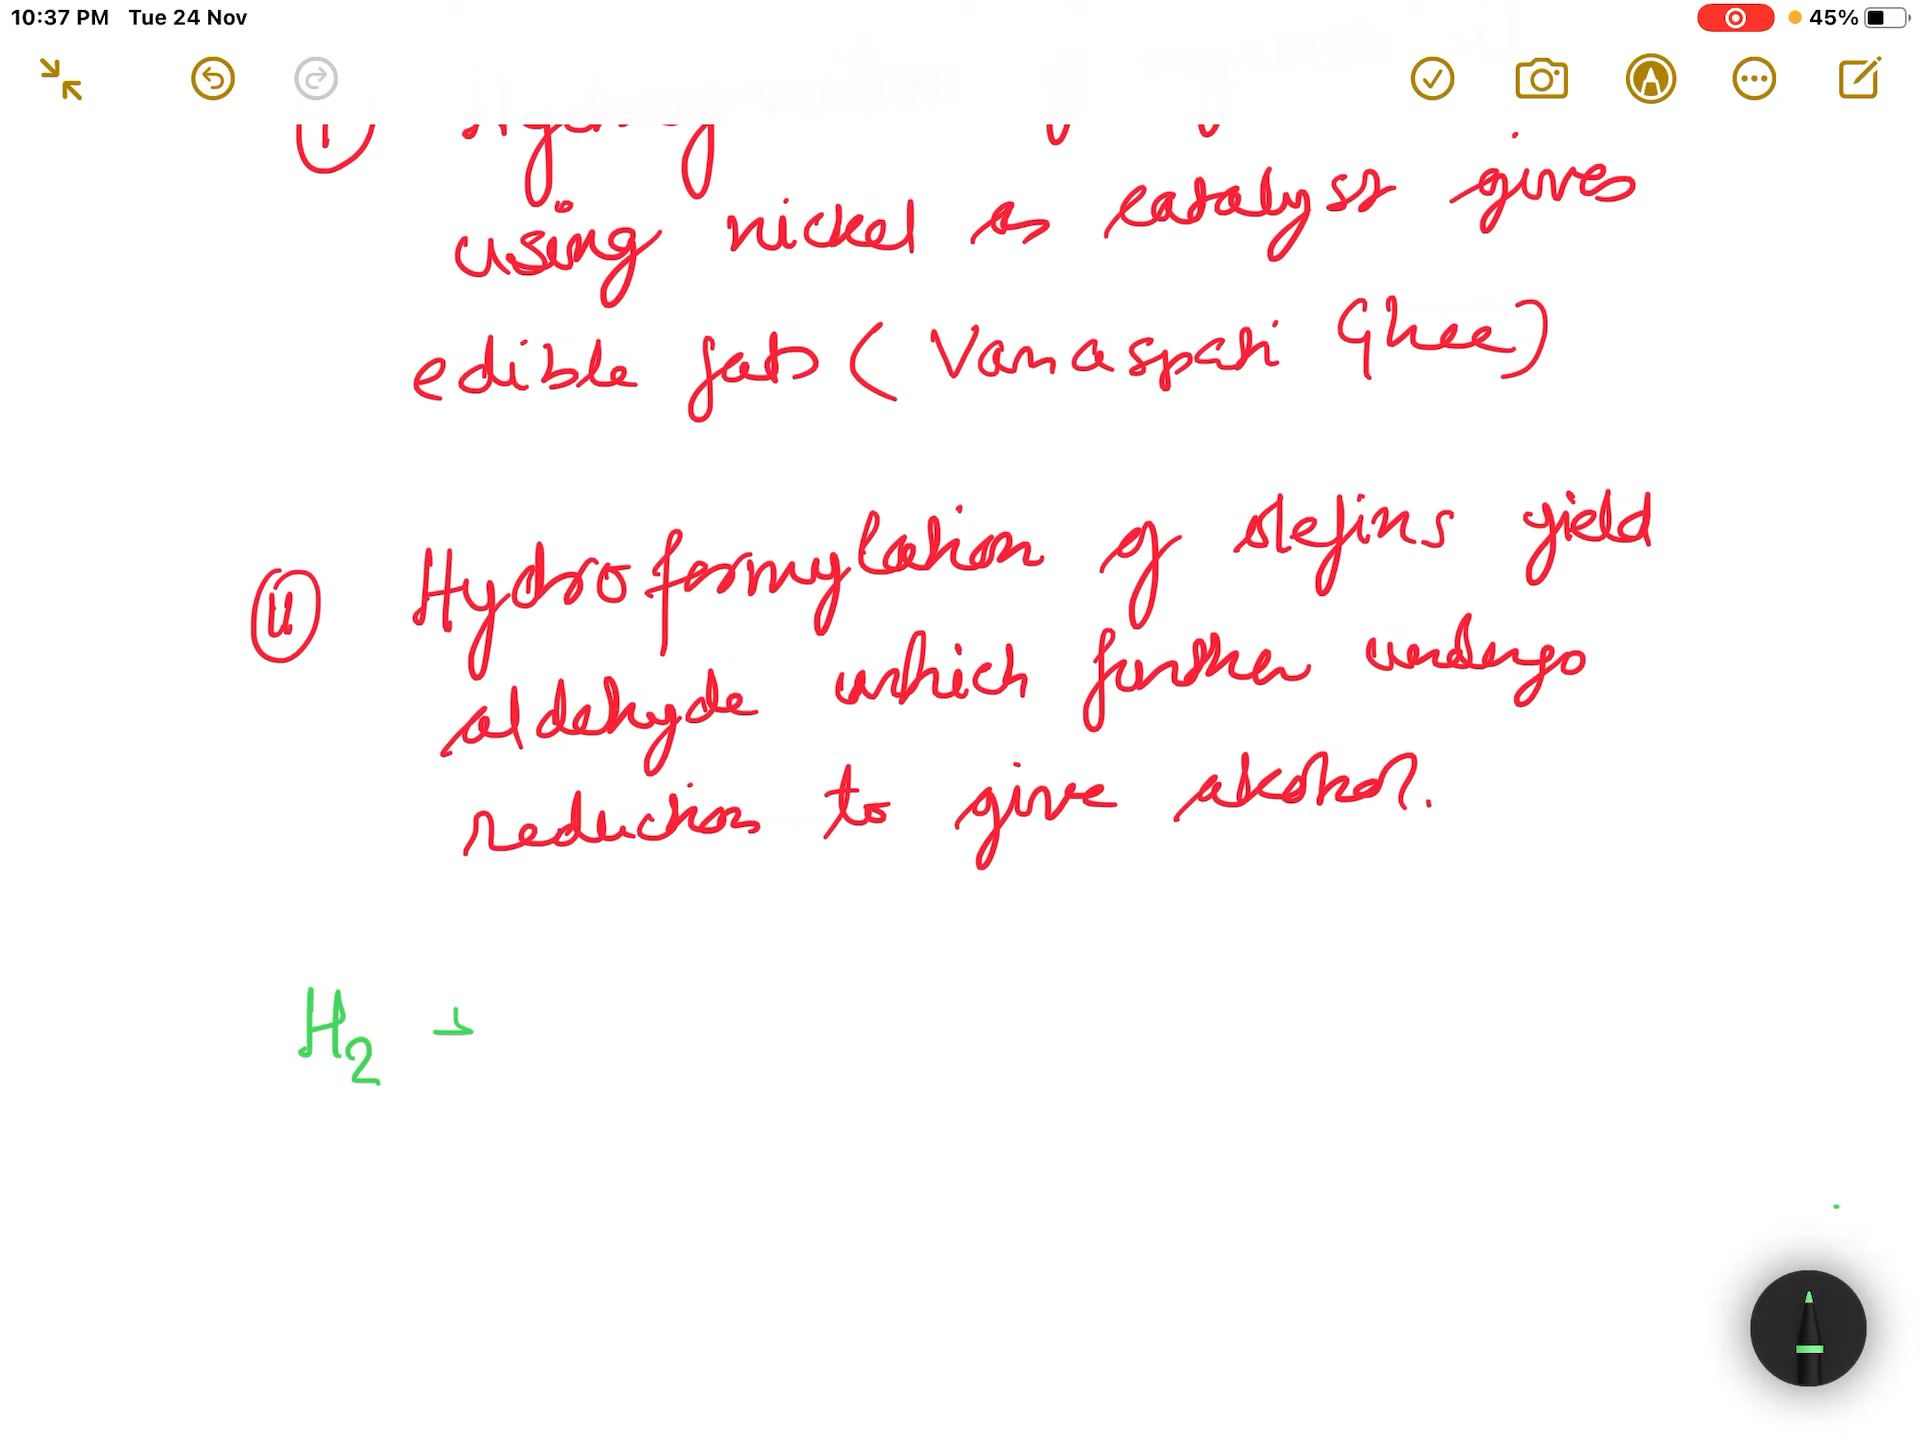 10:37 PM Tue 24 Nov 45%
using nickel as catalyst gives
edible fats ( Vanaspati Ghee)
(ii) Hydroformylation of olefins yield
aldehyde which further undergo
reduction to give alcohol.
H2 +